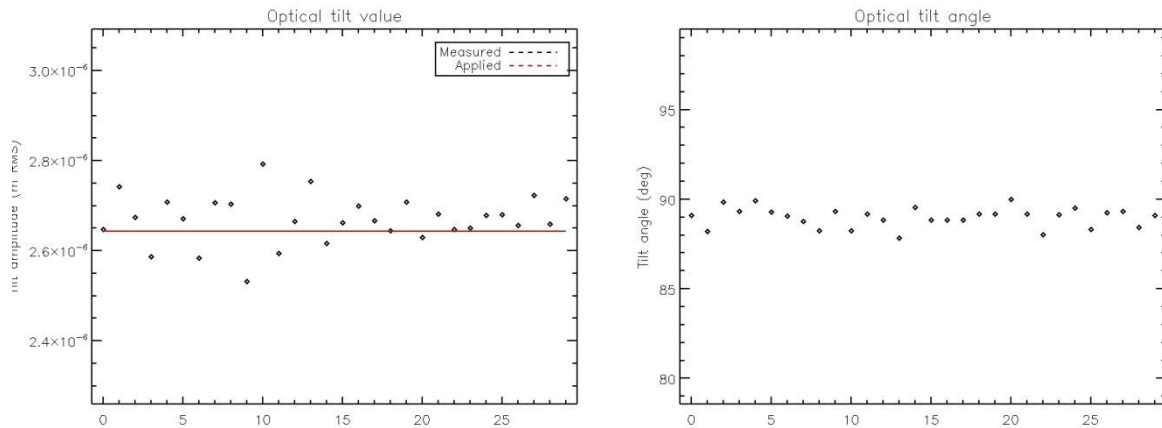 Optical tilt value
Measured
Applied
3.0×10⁻⁶
2.8×10⁻⁶
2.6×10⁻⁶
2.4×10⁻⁶
amplitude (m RMS)
0 5 10 15 20 25
Optical tilt angle
95
90
85
80
Tilt angle (deg)
0 5 10 15 20 25